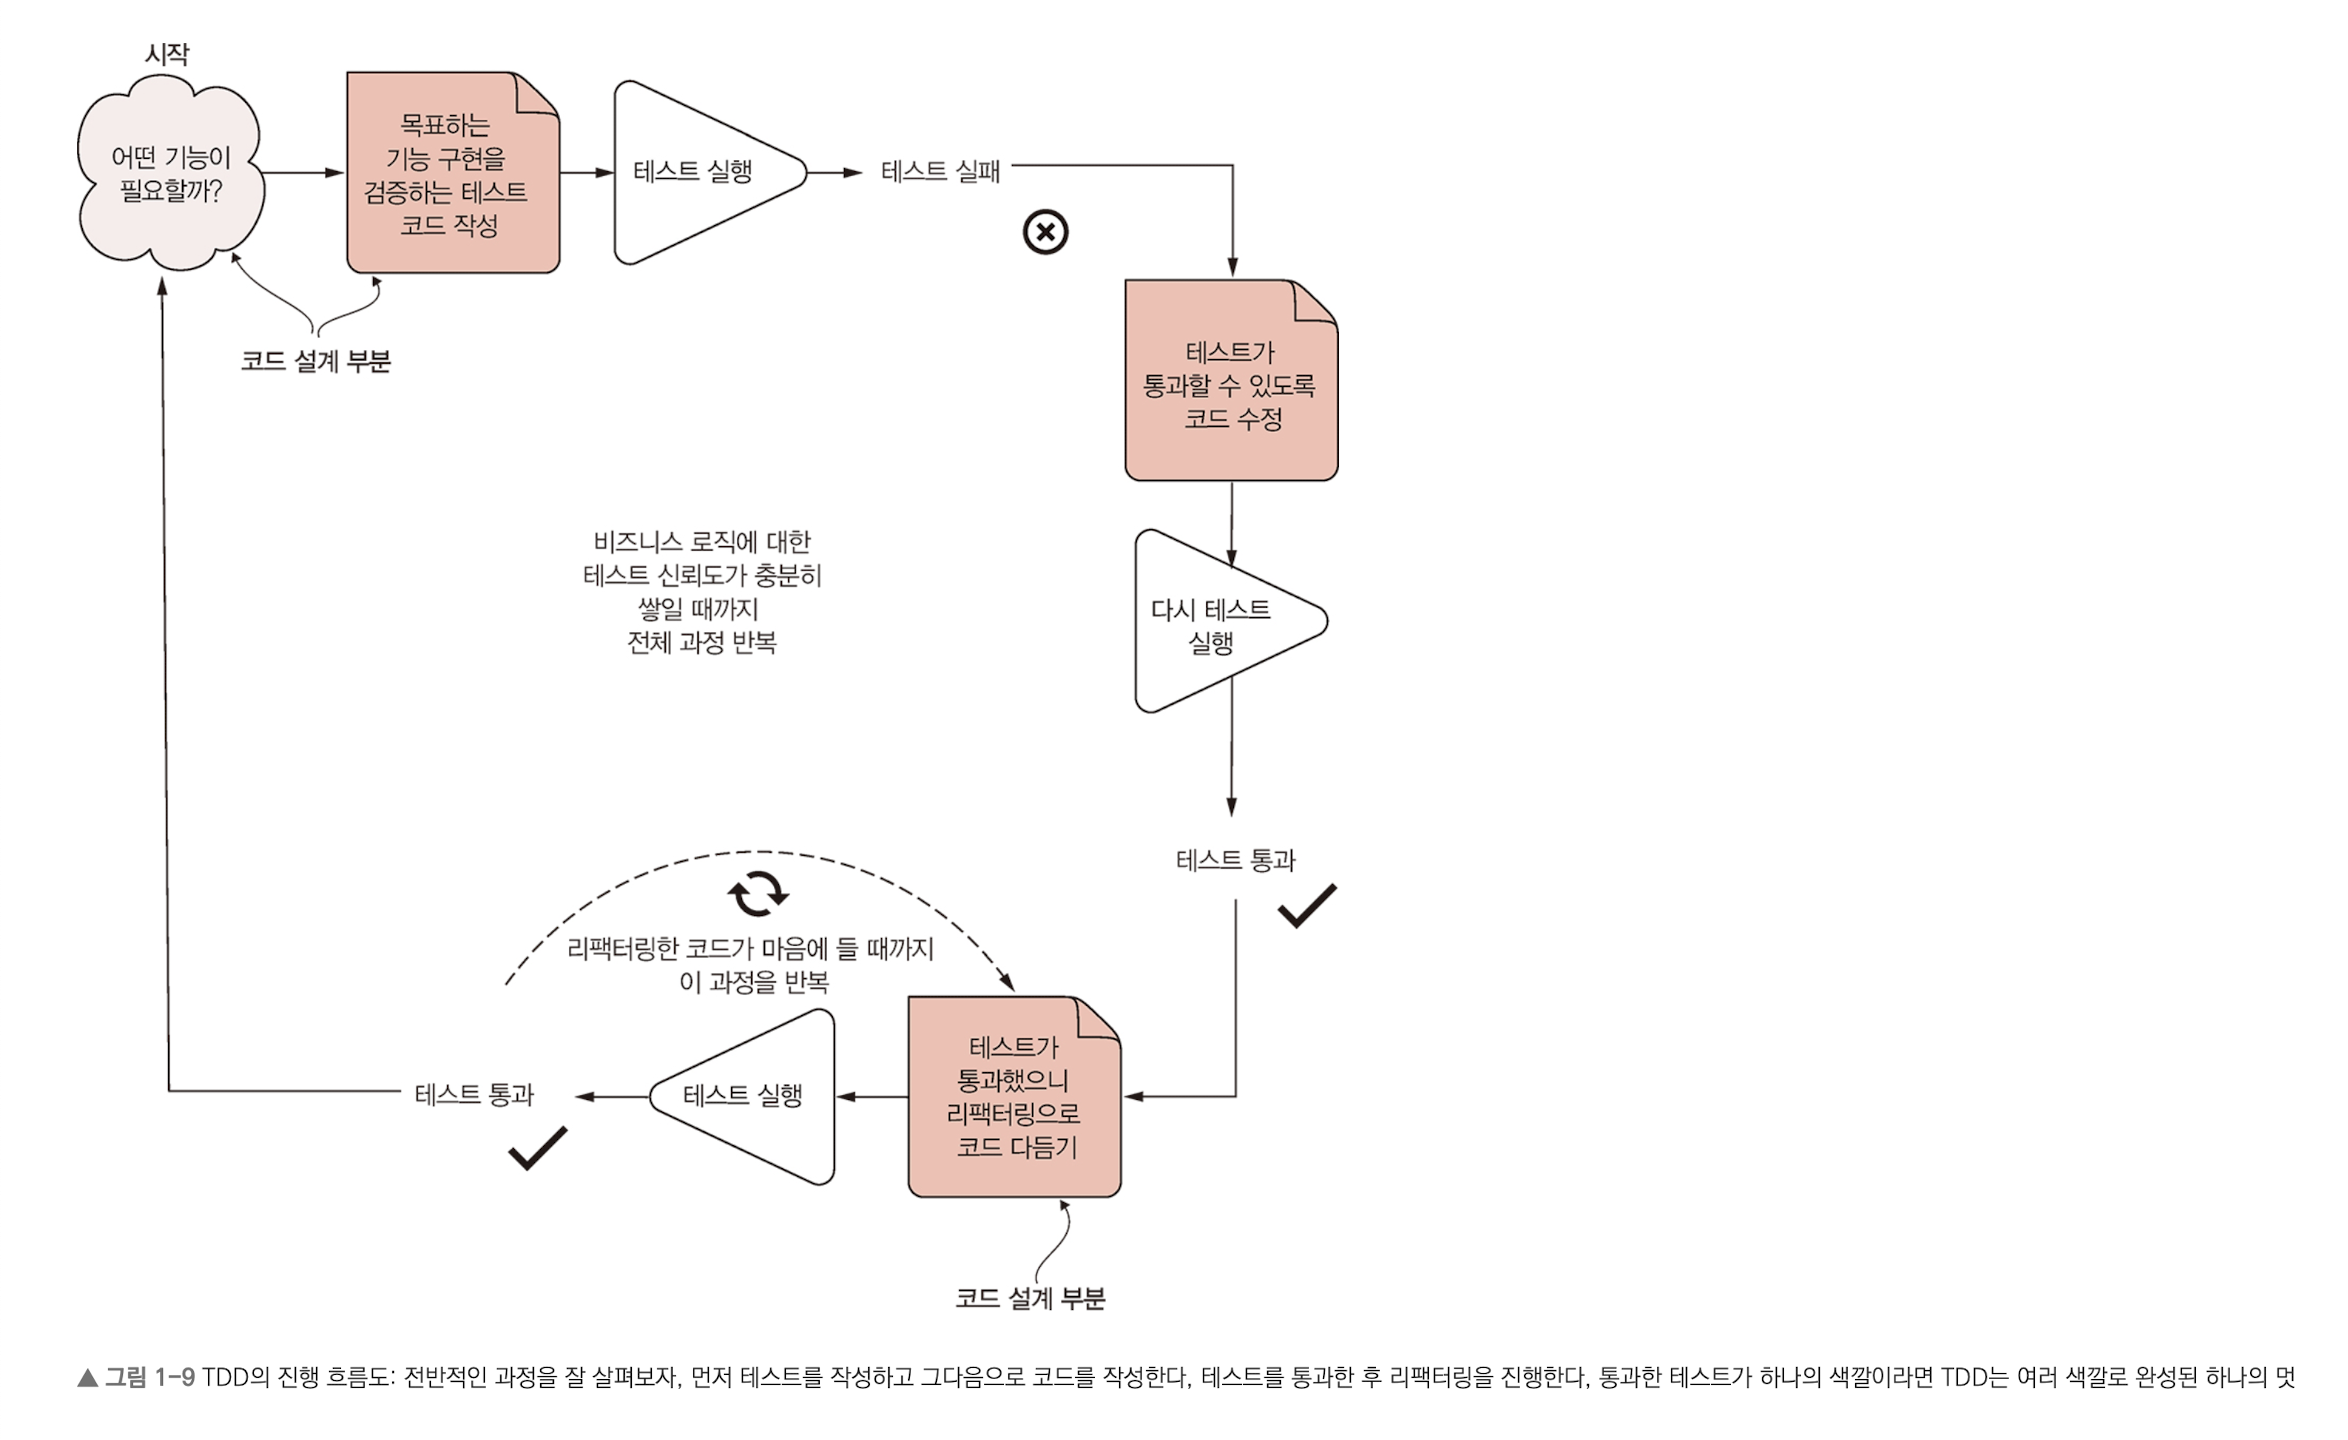 시작
어떤 기능이
필요할까?
목표하는
기능 구현을
검증하는 테스트
코드 작성
테스트 실행
테스트 실패
코드 설계 부분
테스트가
통과할 수 있도록
코드 수정
비즈니스 로직에 대한
테스트 신뢰도가 충분히
쌓일 때까지
전체 과정 반복
다시 테스트
실행
테스트 통과
리팩터링한 코드가 마음에 들 때까지
이 과정을 반복
테스트가
통과했으니
리팩터링으로
코드 다듬기
테스트 실행
테스트 통과
코드 설계 부분
▲ 그림 1-9 TDD의 진행 흐름도: 전반적인 과정을 잘 살펴보자, 먼저 테스트를 작성하고 그다음으로 코드를 작성한다, 테스트를 통과한 후 리팩터링을 진행한다, 통과한 테스트가 하나의 색깔이라면 TDD는 여러 색깔로 완성된 하나의 멋